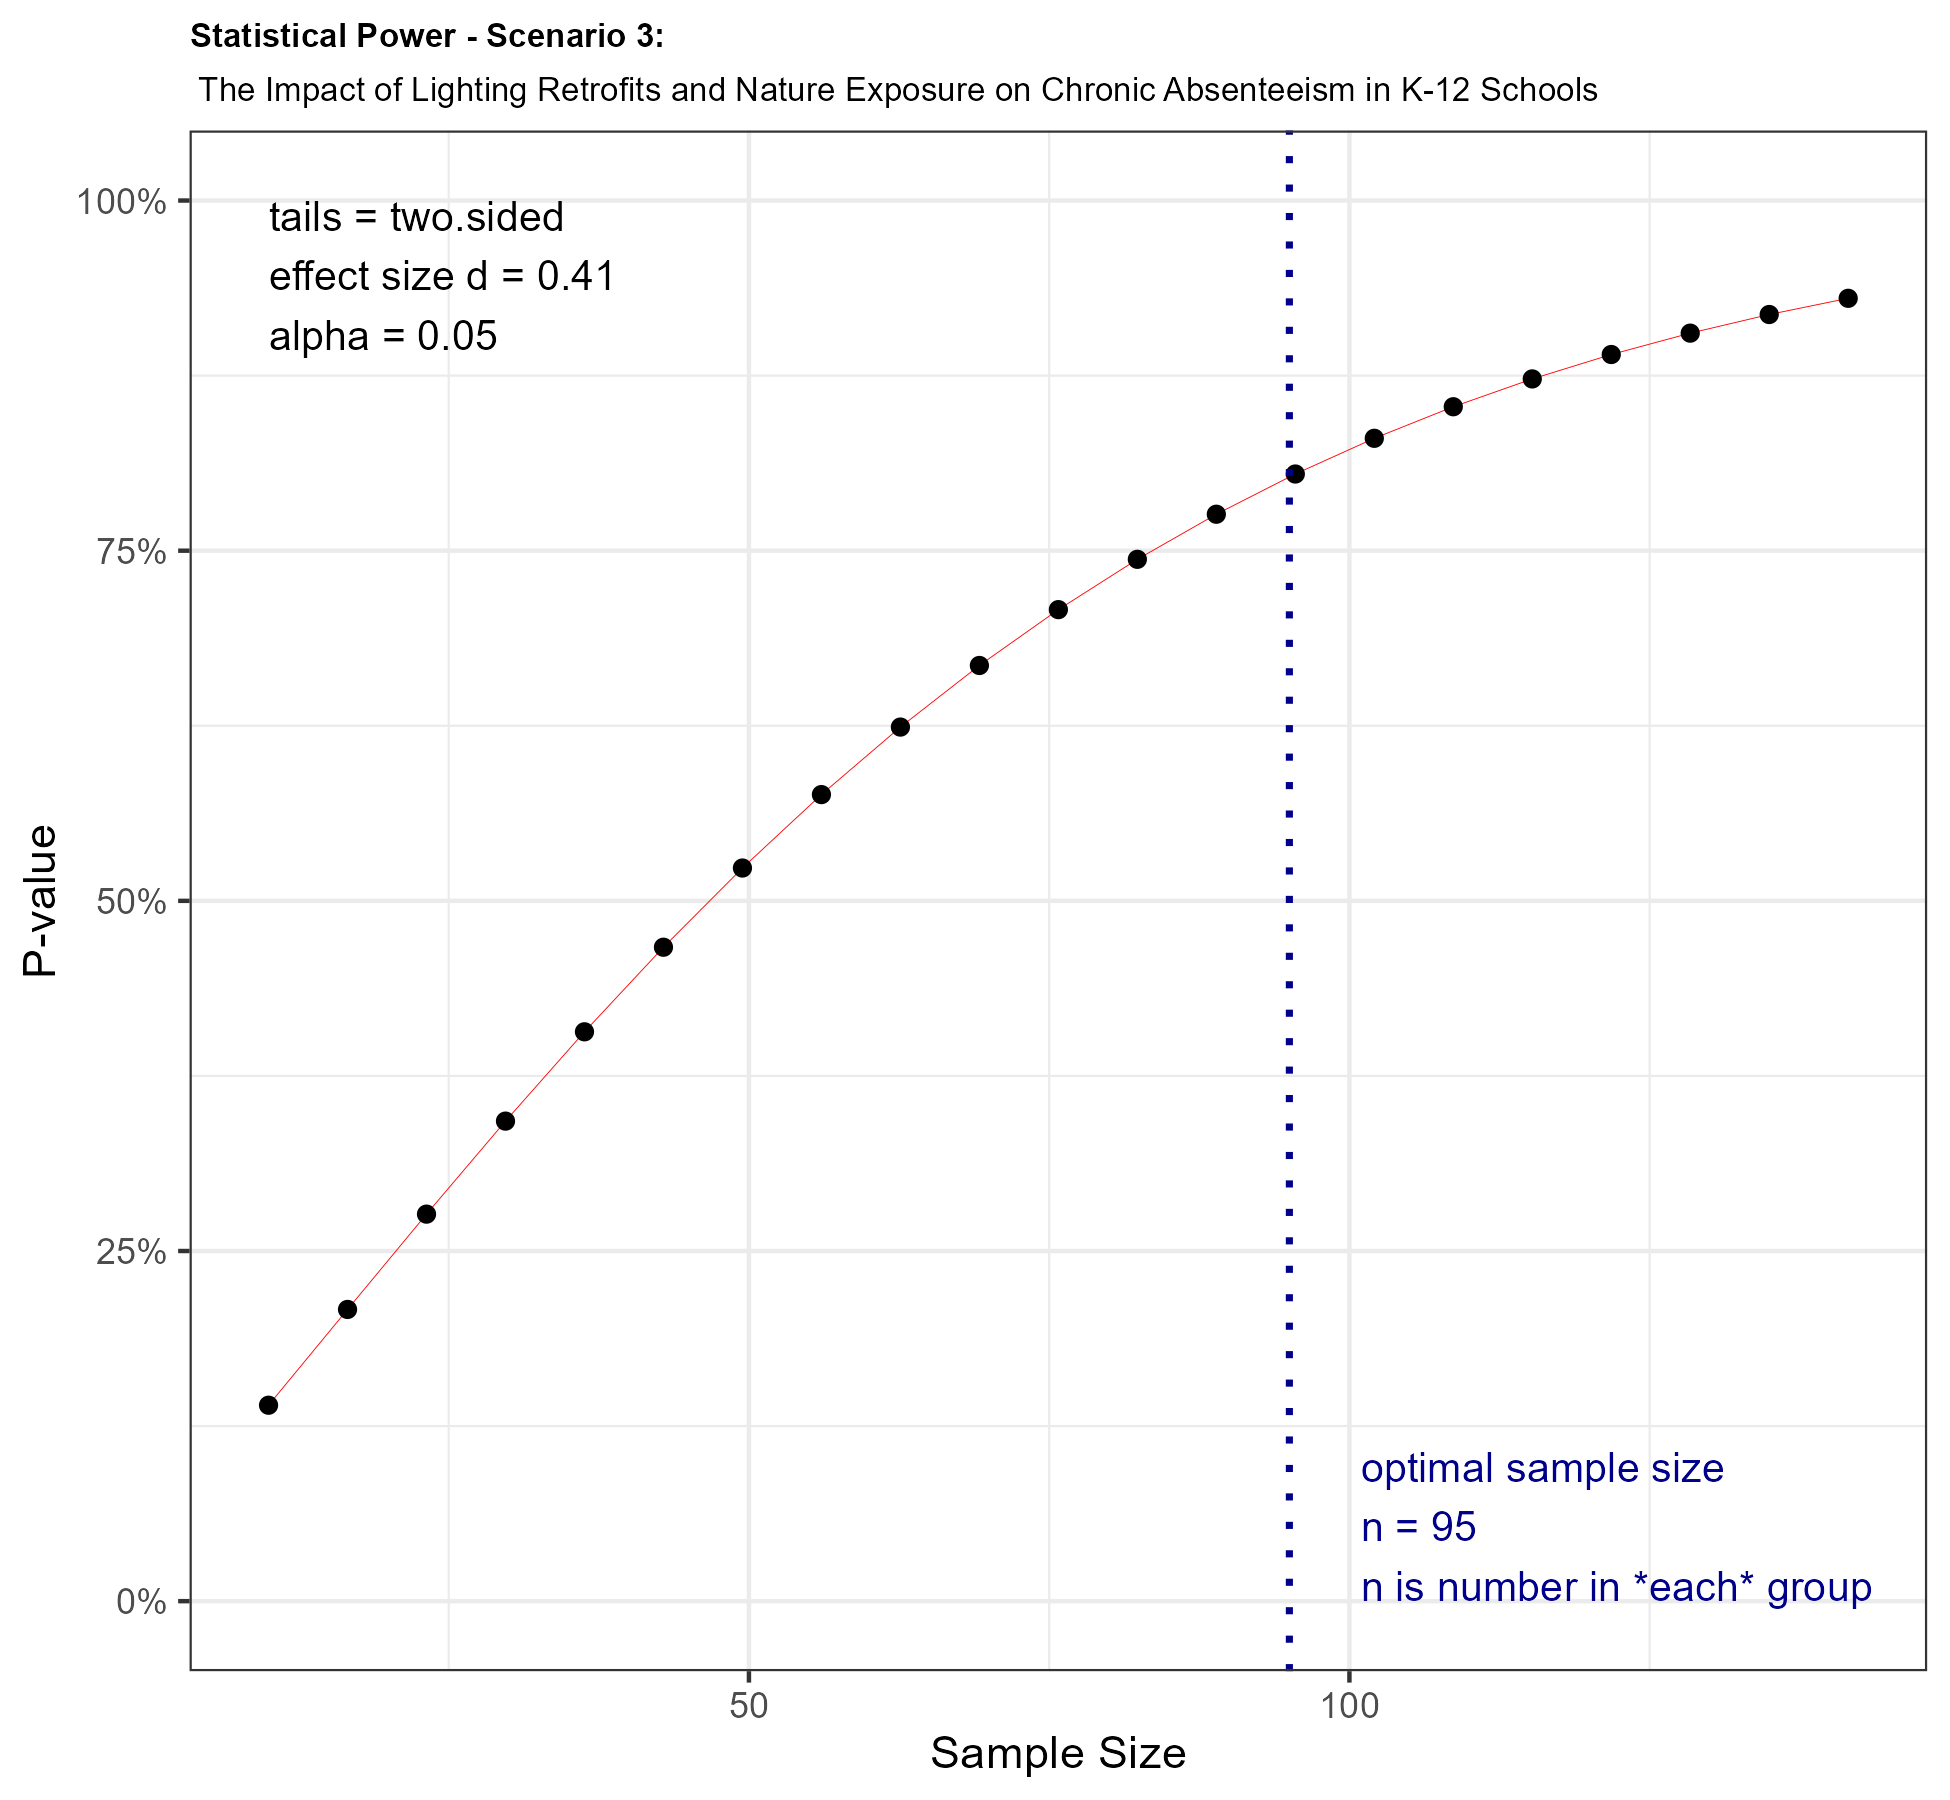 Statistical Power - Scenario 3:
The Impact of Lighting Retrofits and Nature Exposure on Chronic Absenteeism in K-12 Schools
tails = two.sided
effect size d = 0.41
alpha = 0.05
100%
75%
50%
25%
0%
P-value
optimal sample size
n = 95
n is number in *each* group
50
100
Sample Size